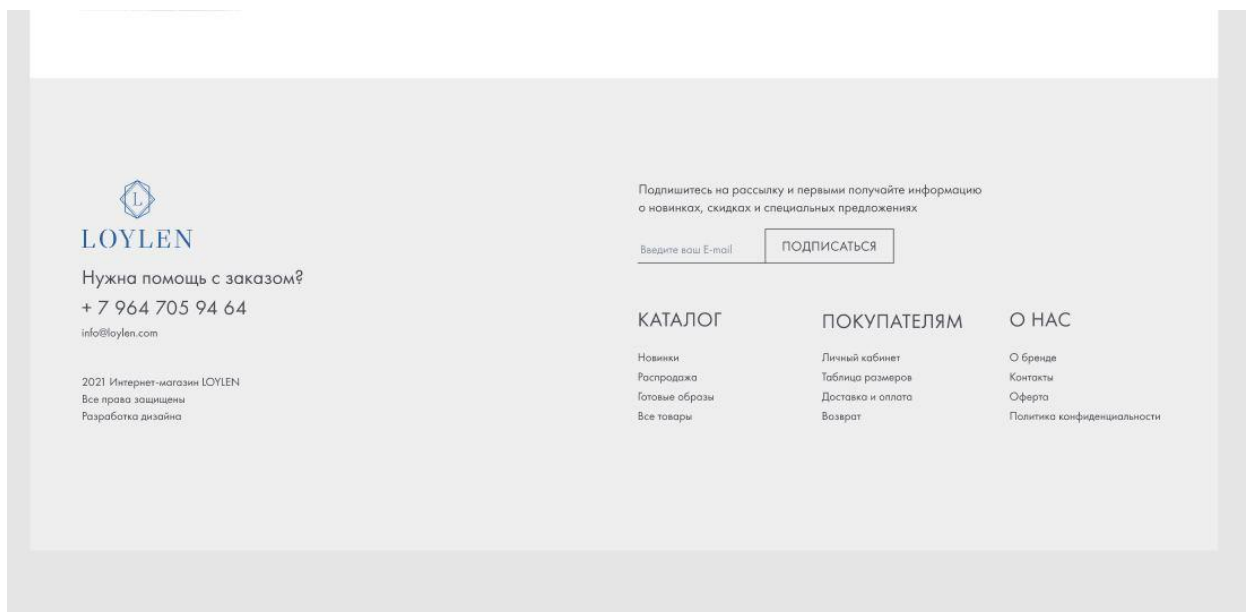 L
LOYLEN
Нужна помощь с заказом?
+ 7 964 705 94 64
info@loylen.com
2021 Интернет-магазин LOYLEN
Все права защищены
Разработка дизайна
Подпишитесь на рассылку и первыми получайте информацию
о новинках, скидках и специальных предложениях
Введите ваш E-mail
ПОДПИСАТЬСЯ
КАТАЛОГ
Новинки
Распродажа
Готовые образы
Все товары
ПОКУПАТЕЛЯМ
Личный кабинет
Таблица размеров
Доставка и оплата
Возврат
О НАС
О бренде
Контакты
Оферта
Политика конфиденциальности